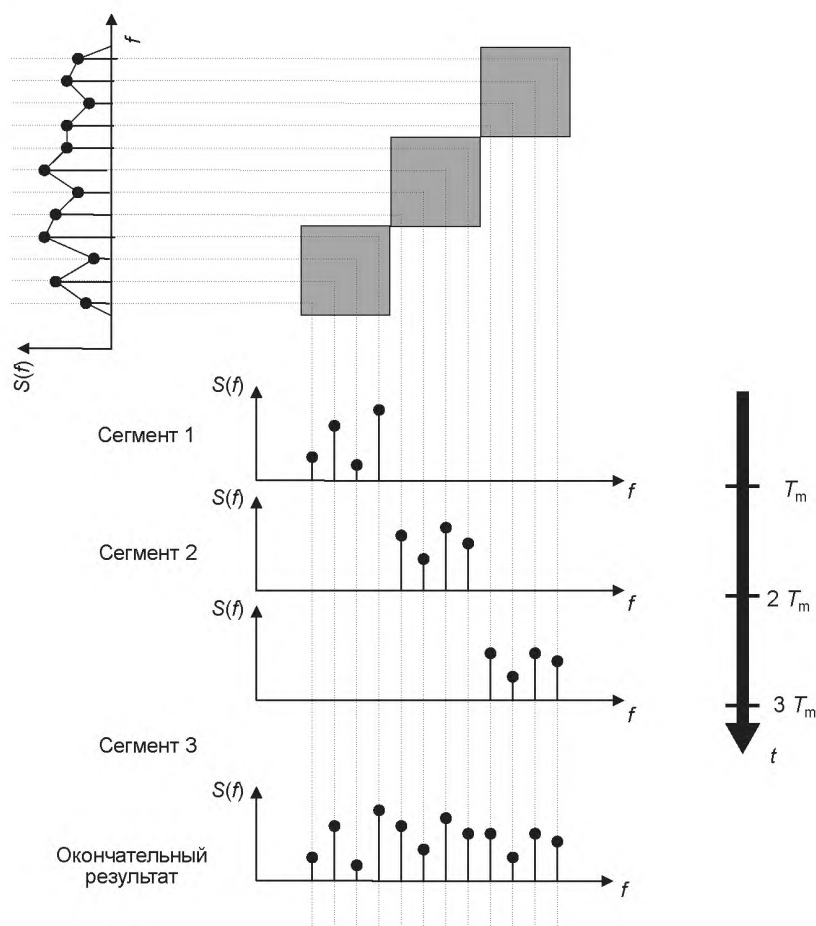 f
S(f)
S(f)
Сегмент 1
f
T_m
S(f)
Сегмент 2
f
2 T_m
S(f)
f
3 T_m
Сегмент 3
t
S(f)
Окончательный
результат
f